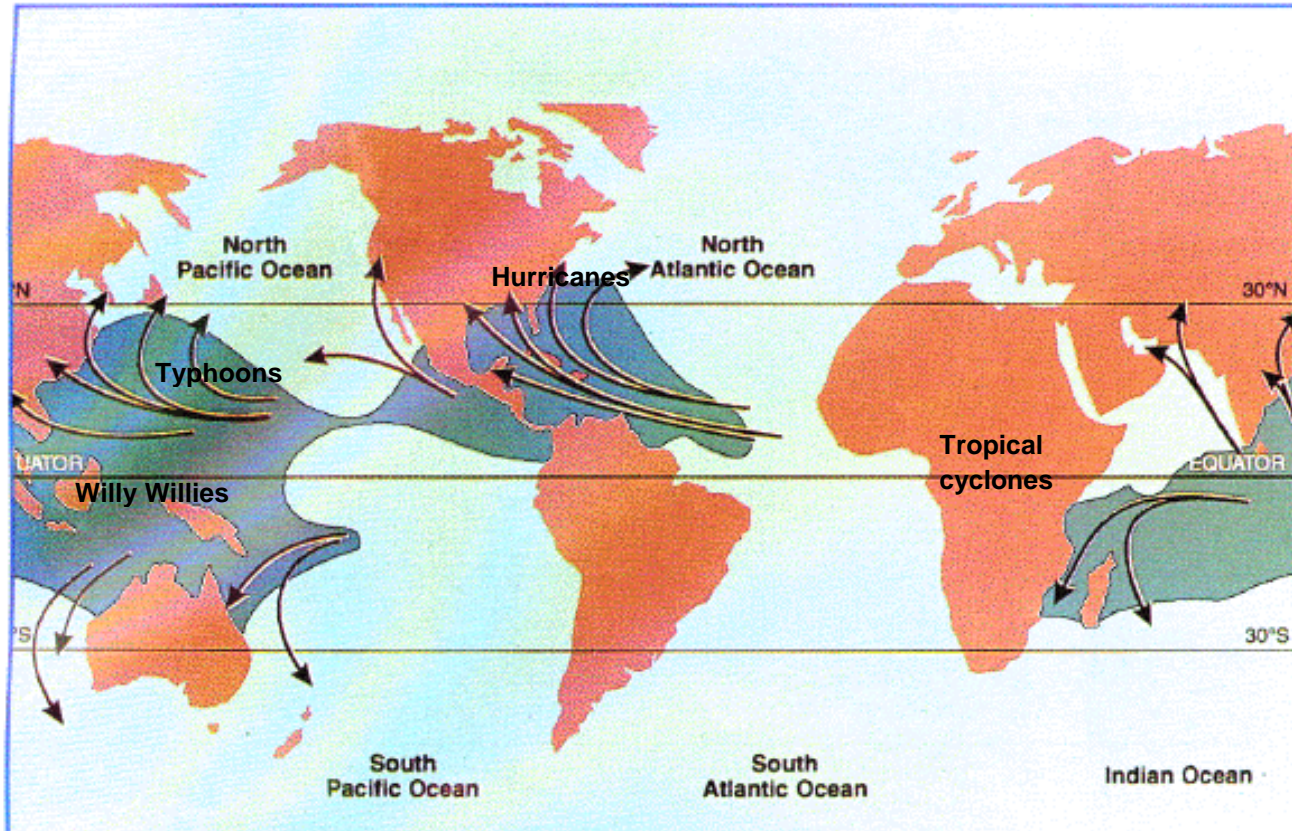 North
Pacific Ocean
Hurricanes
North
Atlantic Ocean
°N
30°N
Typhoons
Tropical
cyclones
UATOR
EQUATOR
Willy Willies
°S
30°S
South
Pacific Ocean
South
Atlantic Ocean
Indian Ocean